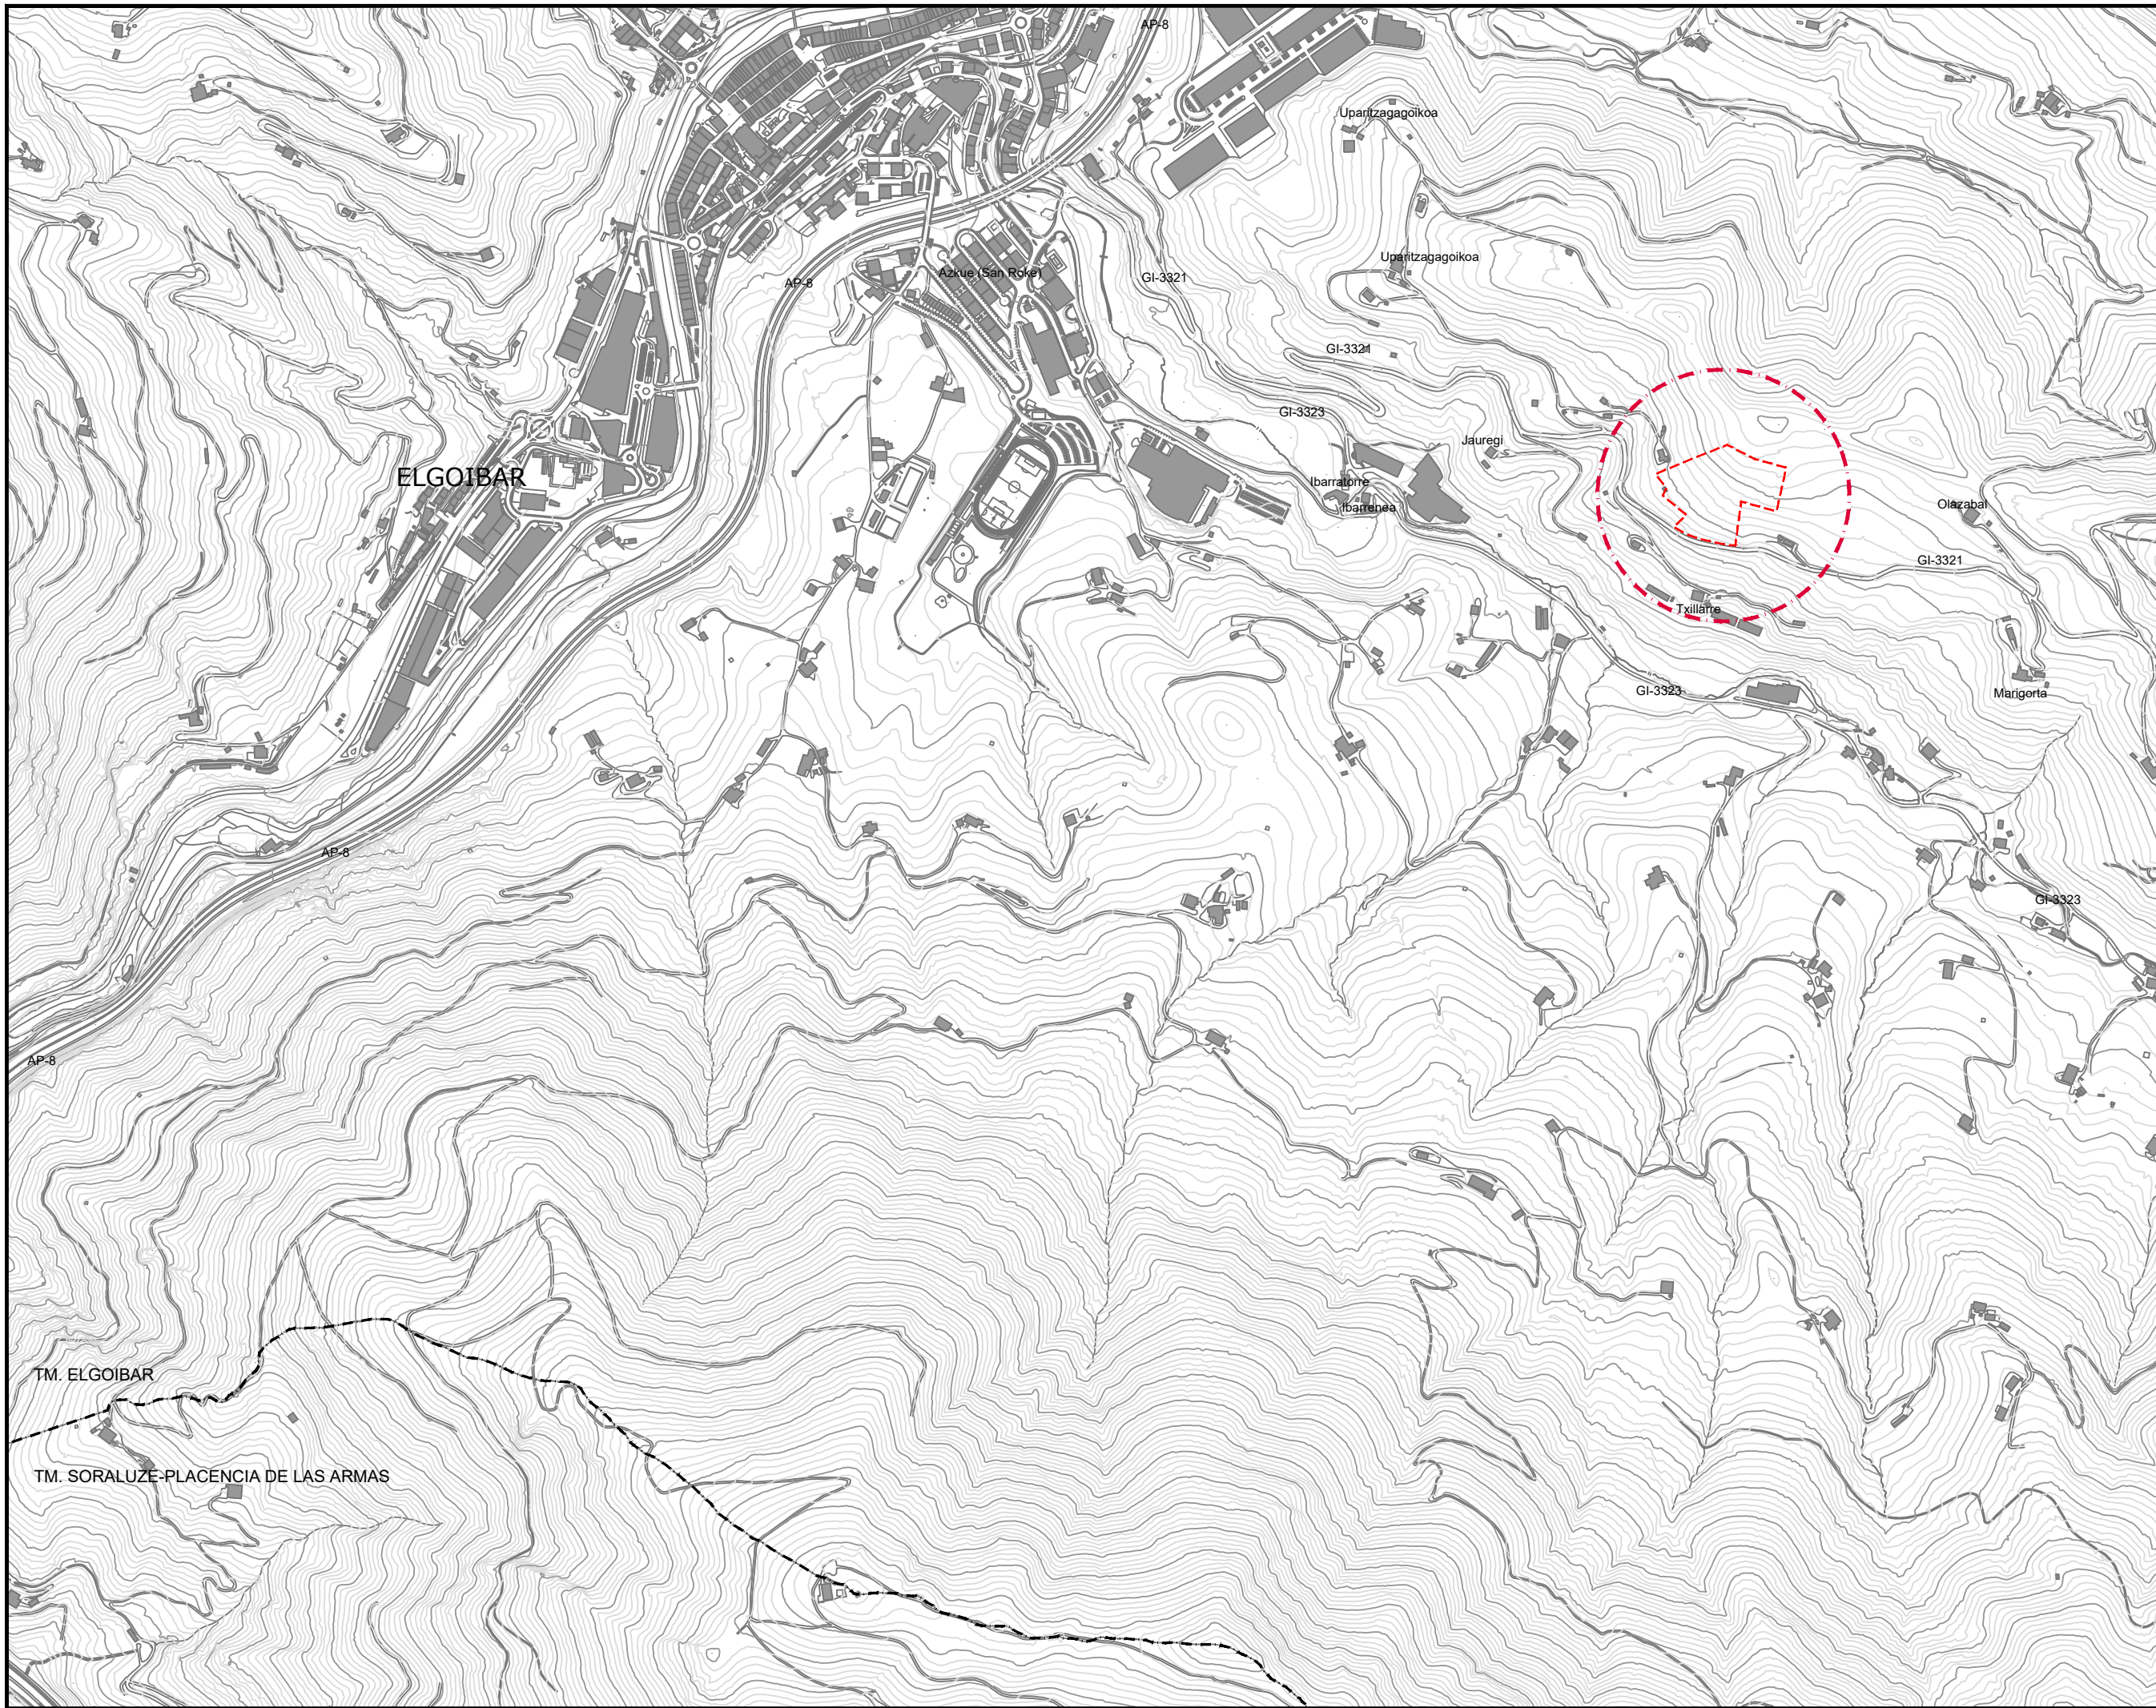 AP-8
Uparitzagagoikoa
Uparitzagagoikoa
Azkue (San Roke)
GI-3321
AP-8
GI-3321
GI-3323
Jauregi
ELGOIBAR
Ibarratorre
Ibarrenea
Olazabal
GI-3321
Txillarre
GI-3323
Marigorta
AP-8
GI-3323
AP-8
TM. ELGOIBAR
TM. SORALUZE-PLACENCIA DE LAS ARMAS